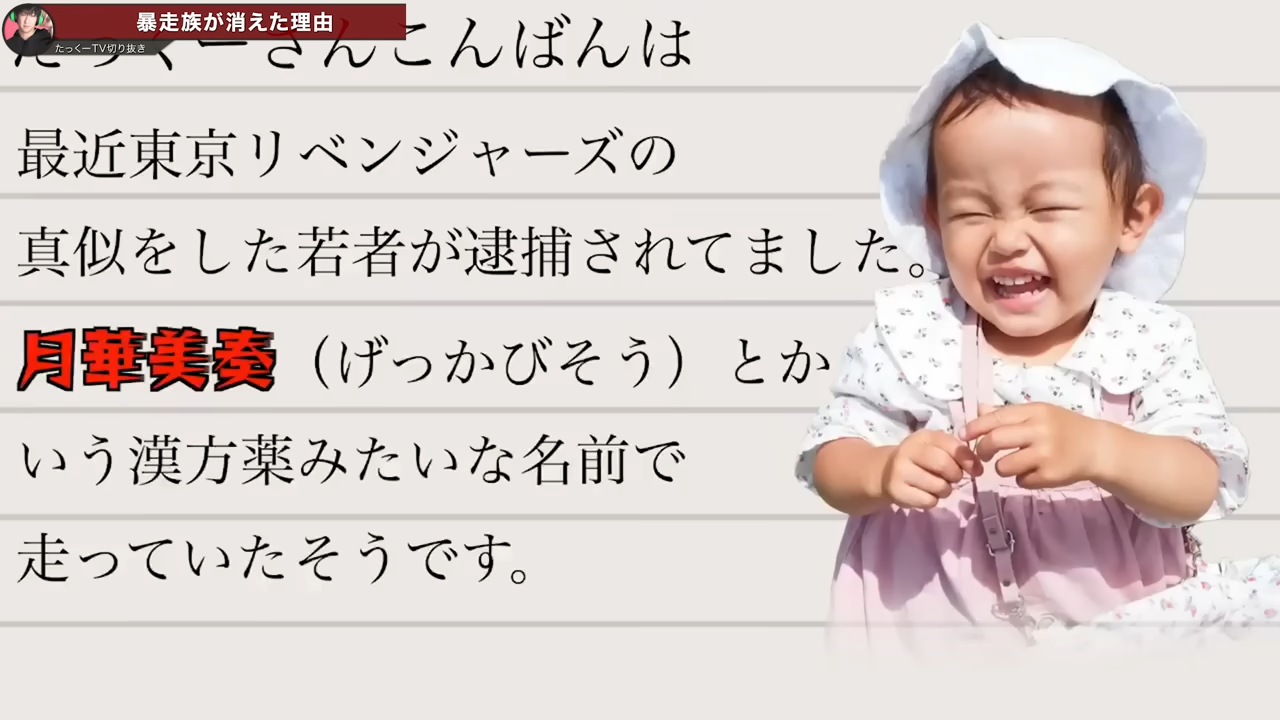 暴走族が消えた理由
たっくーTV切り抜き
たっくーさんこんばんは
最近東京リベンジャーズの
真似をした若者が逮捕されてました。
月華美奏（げっかびそう）とか
いう漢方薬みたいな名前で
走っていたそうです。